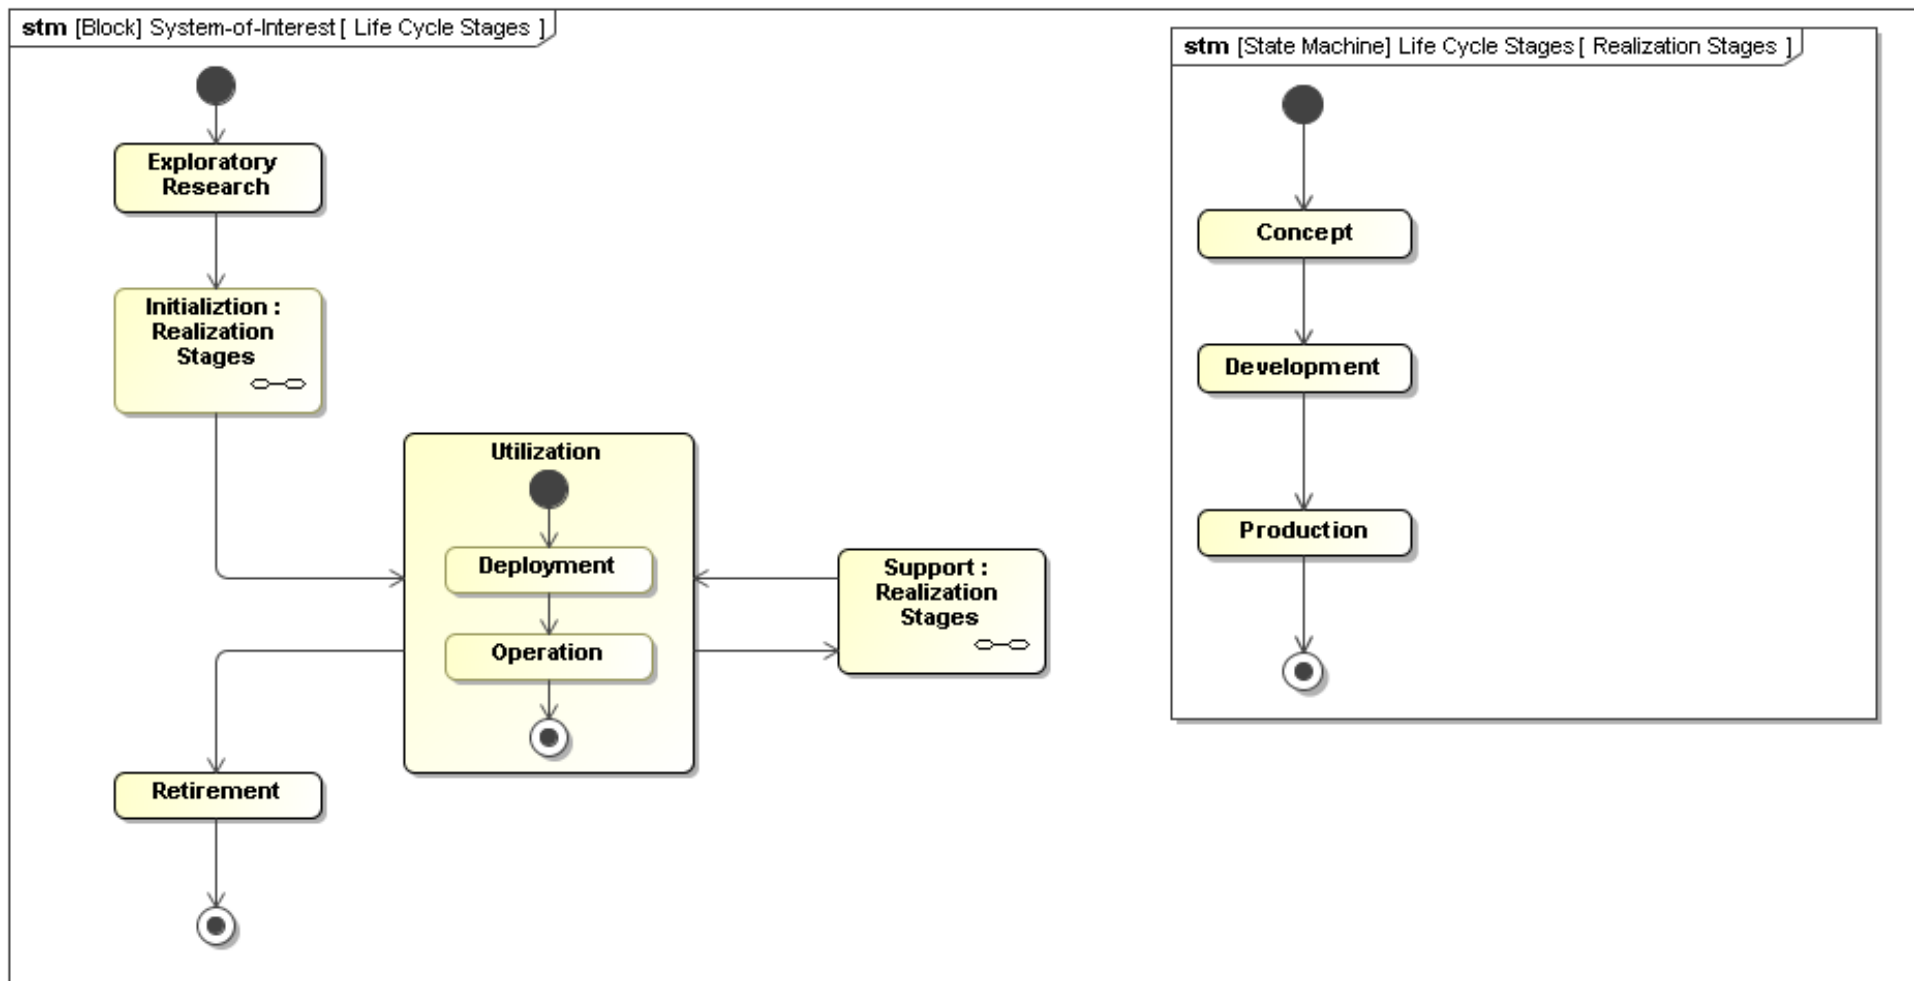 stm [Block] System-of-Interest [ Life Cycle Stages ]
Exploratory
Research
Initializtion :
Realization
Stages
Utilization
Deployment
Operation
Support :
Realization
Stages
Retirement
stm [State Machine] Life Cycle Stages [ Realization Stages ]
Concept
Development
Production